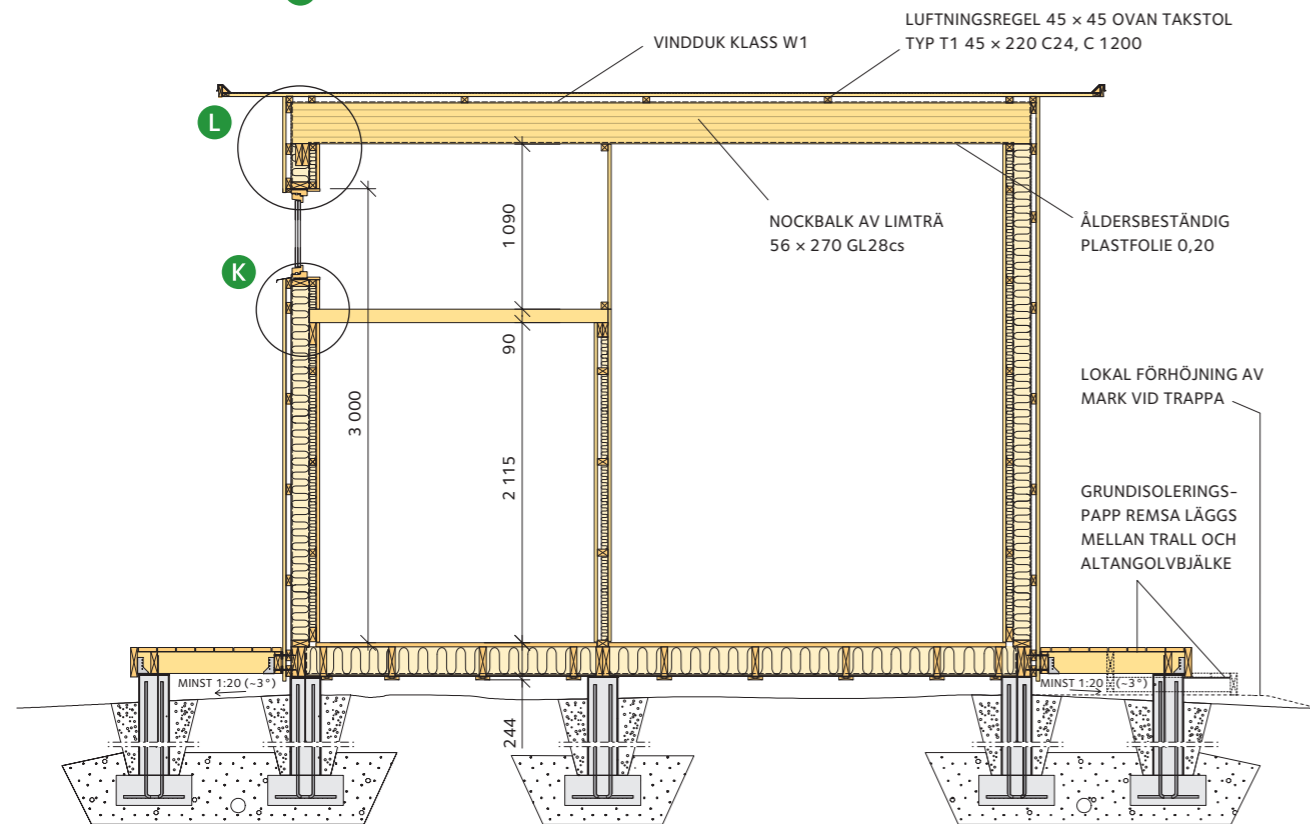 LUFTNINGSREGEL 45 × 45 OVAN TAKSTOL
TYP T1 45 × 220 C24, C 1200
VINDDUK KLASS W1
L
NOCKBALK AV LIMTRÄ
56 × 270 GL28cs
ÅLDERSBESTÄNDIG
PLASTFOLIE 0,20
1 090
K
90
3 000
2 115
LOKAL FÖRHÖJNING AV
MARK VID TRAPPA
GRUNDISOLERINGS-
PAPP REMSA LÄGGS
MELLAN TRALL OCH
ALTANGOLVBJÄLKE
MINST 1:20 (~3°)
MINST 1:20 (~3°)
244